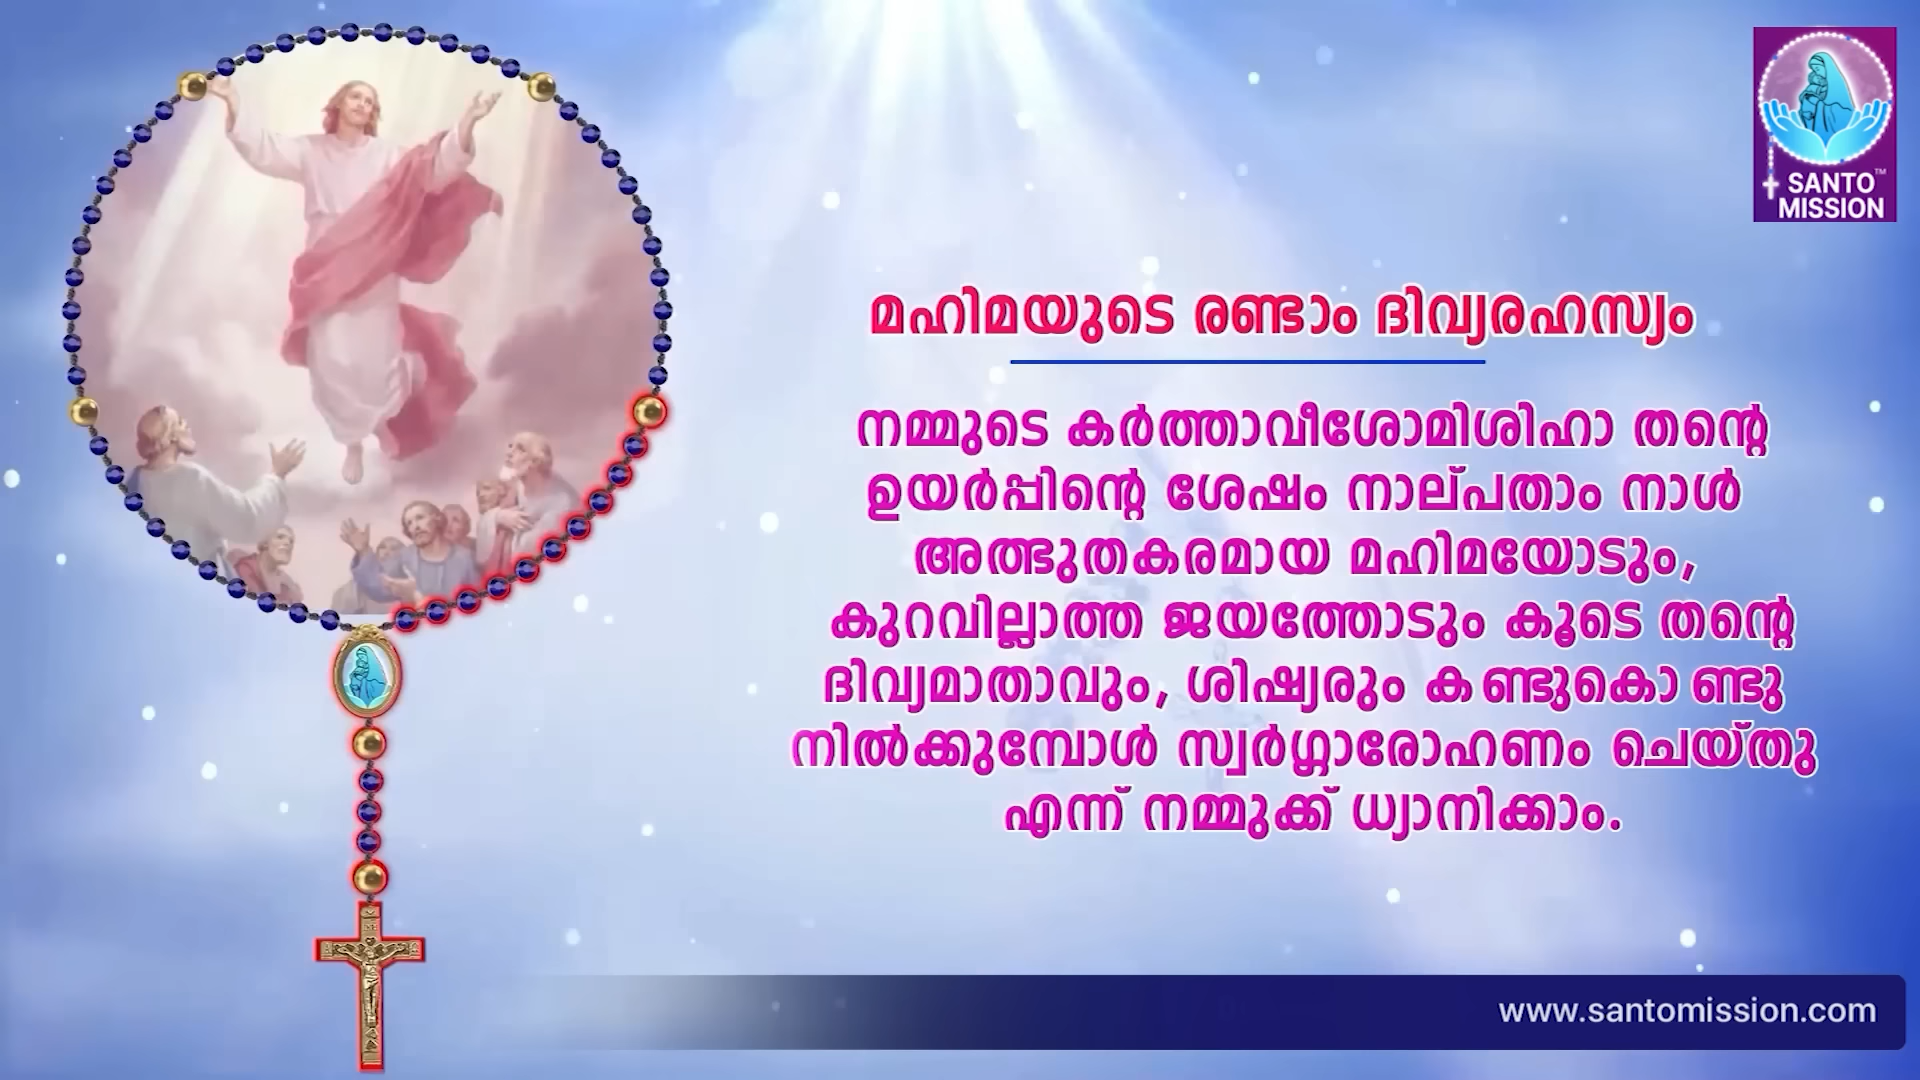 SANTO™
MISSION
മഹിമയുടെ രണ്ടാം ദിവ്യരഹസ്യം
നമ്മുടെ കർത്താവീശോമിശിഹാ തന്റെ
ഉയർപ്പിന്റെ ശേഷം നാല്പതാം നാൾ
അത്ഭുതകരമായ മഹിമയോടും,
കുറവില്ലാത്ത ജയത്തോടും കൂടെ തന്റെ
ദിവ്യമാതാവും, ശിഷ്യരും കണ്ടുകൊണ്ടു
നിൽക്കുമ്പോൾ സ്വർഗ്ഗാരോഹണം ചെയ്തു
എന്ന് നമ്മുക്ക് ധ്യാനിക്കാം.
www.santomission.com